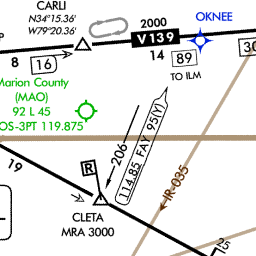 CARLI
N34°15.36'
W79°20.36'
OKNEE
2000
V139
P
8
16
14
89
30
TO ILM
Marion County
(MAO)
92 L 45
OS-3PT 119.875
114.85 FAY 95(Y)
206
19
R
IR-035
CLETA
MRA 3000
15